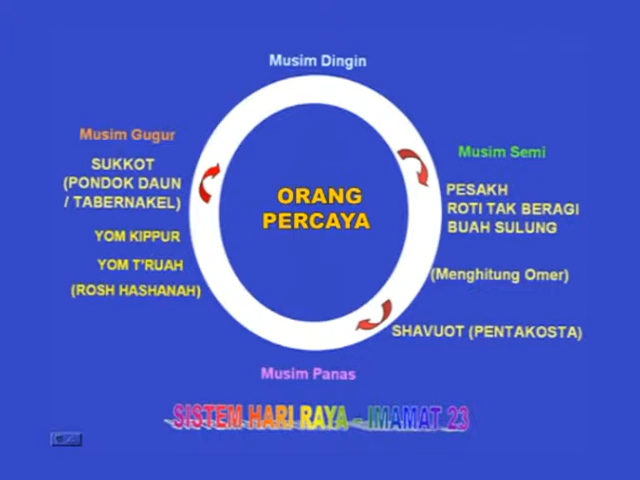 Musim Dingin
Musim Gugur
SUKKOT
(PONDOK DAUN
/ TABERNAKEL)
YOM KIPPUR
YOM T'RUAH
(ROSH HASHANAH)
ORANG
PERCAYA
Musim Semi
PESAKH
ROTI TAK BERAGI
BUAH SULUNG
(Menghitung Omer)
SHAVUOT (PENTAKOSTA)
Musim Panas
SISTEM HARI RAYA – IMAMAT 23